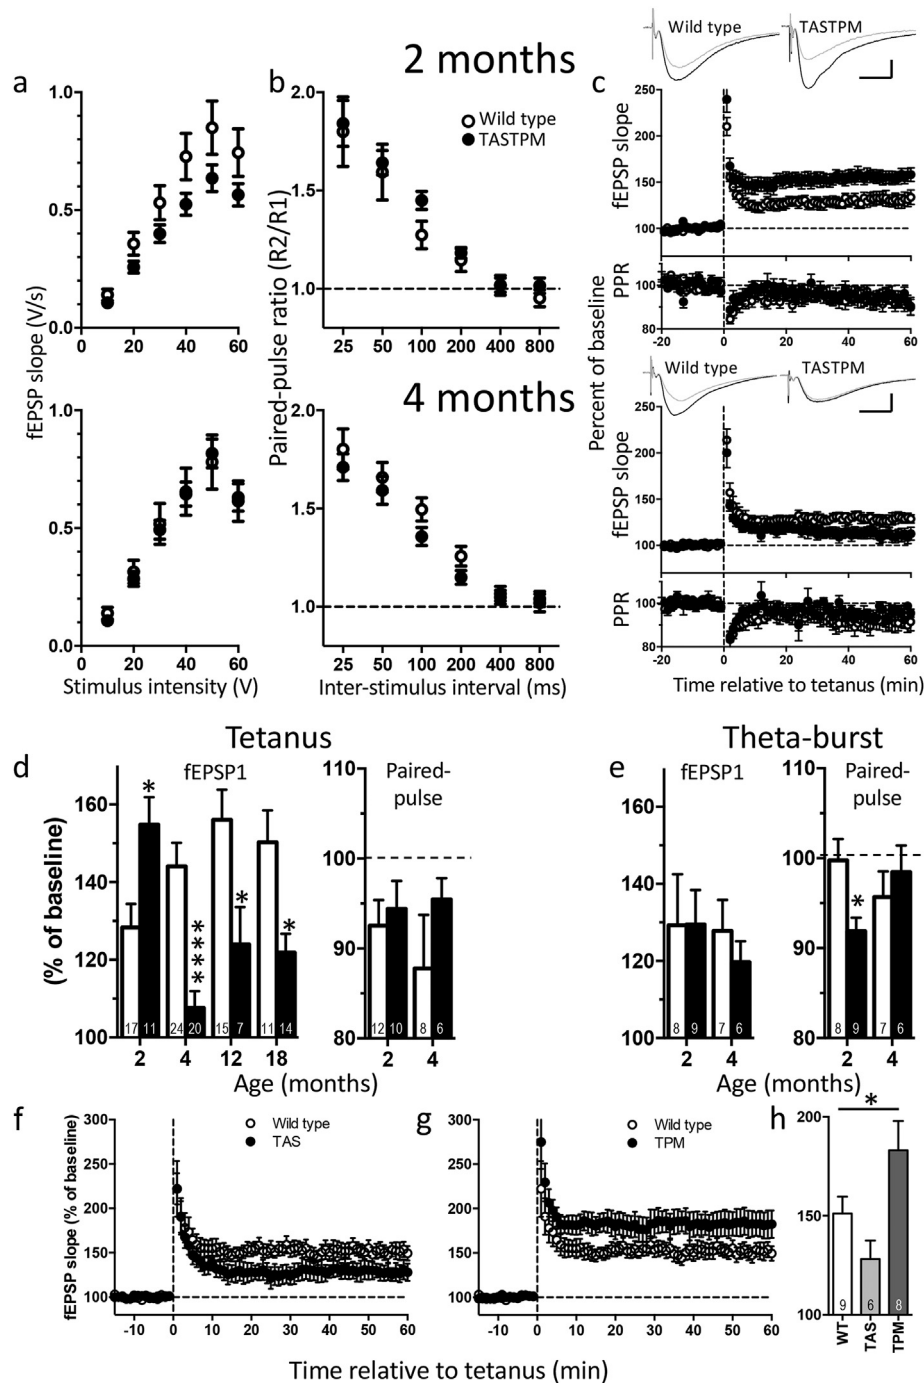 Wild type TASTPM
2 months
a b c
fEPSP slope (V/s)
1.0
0.5
0.0
0 20 40 60
Paired-pulse ratio (R2/R1)
2.0
1.5
1.0
Wild type
TASTPM
25 50 100 200 400 800
Percent of baseline
fEPSP slope
250
200
150
100
PPR
100
80
-20 0 20 40 60
4 months
Wild type TASTPM
1.0
0.5
0.0
0 20 40 60
Stimulus intensity (V)
2.0
1.5
1.0
25 50 100 200 400 800
Inter-stimulus interval (ms)
fEPSP slope
250
200
150
100
PPR
100
80
-20 0 20 40 60
Time relative to tetanus (min)
Tetanus
d
fEPSP1
(% of baseline)
160
140
120
100
* **** * *
17 11 24 20 15 7 11 14
2 4 12 18
Paired-
pulse
110
100
90
80
12 10 8 6
2 4
Age (months)
Theta-burst
e
fEPSP1
160
140
120
100
8 9 7 6
2 4
Paired-
pulse
110
100
90
80
*
8 9 7 6
2 4
Age (months)
f
fEPSP slope (% of baseline)
300
250
200
150
100
Wild type
TAS
-10 0 10 20 30 40 50 60
g
300
250
200
150
100
Wild type
TPM
-10 0 10 20 30 40 50 60
Time relative to tetanus (min)
h
200
150
100
*
9 6 8
WT TAS TPM